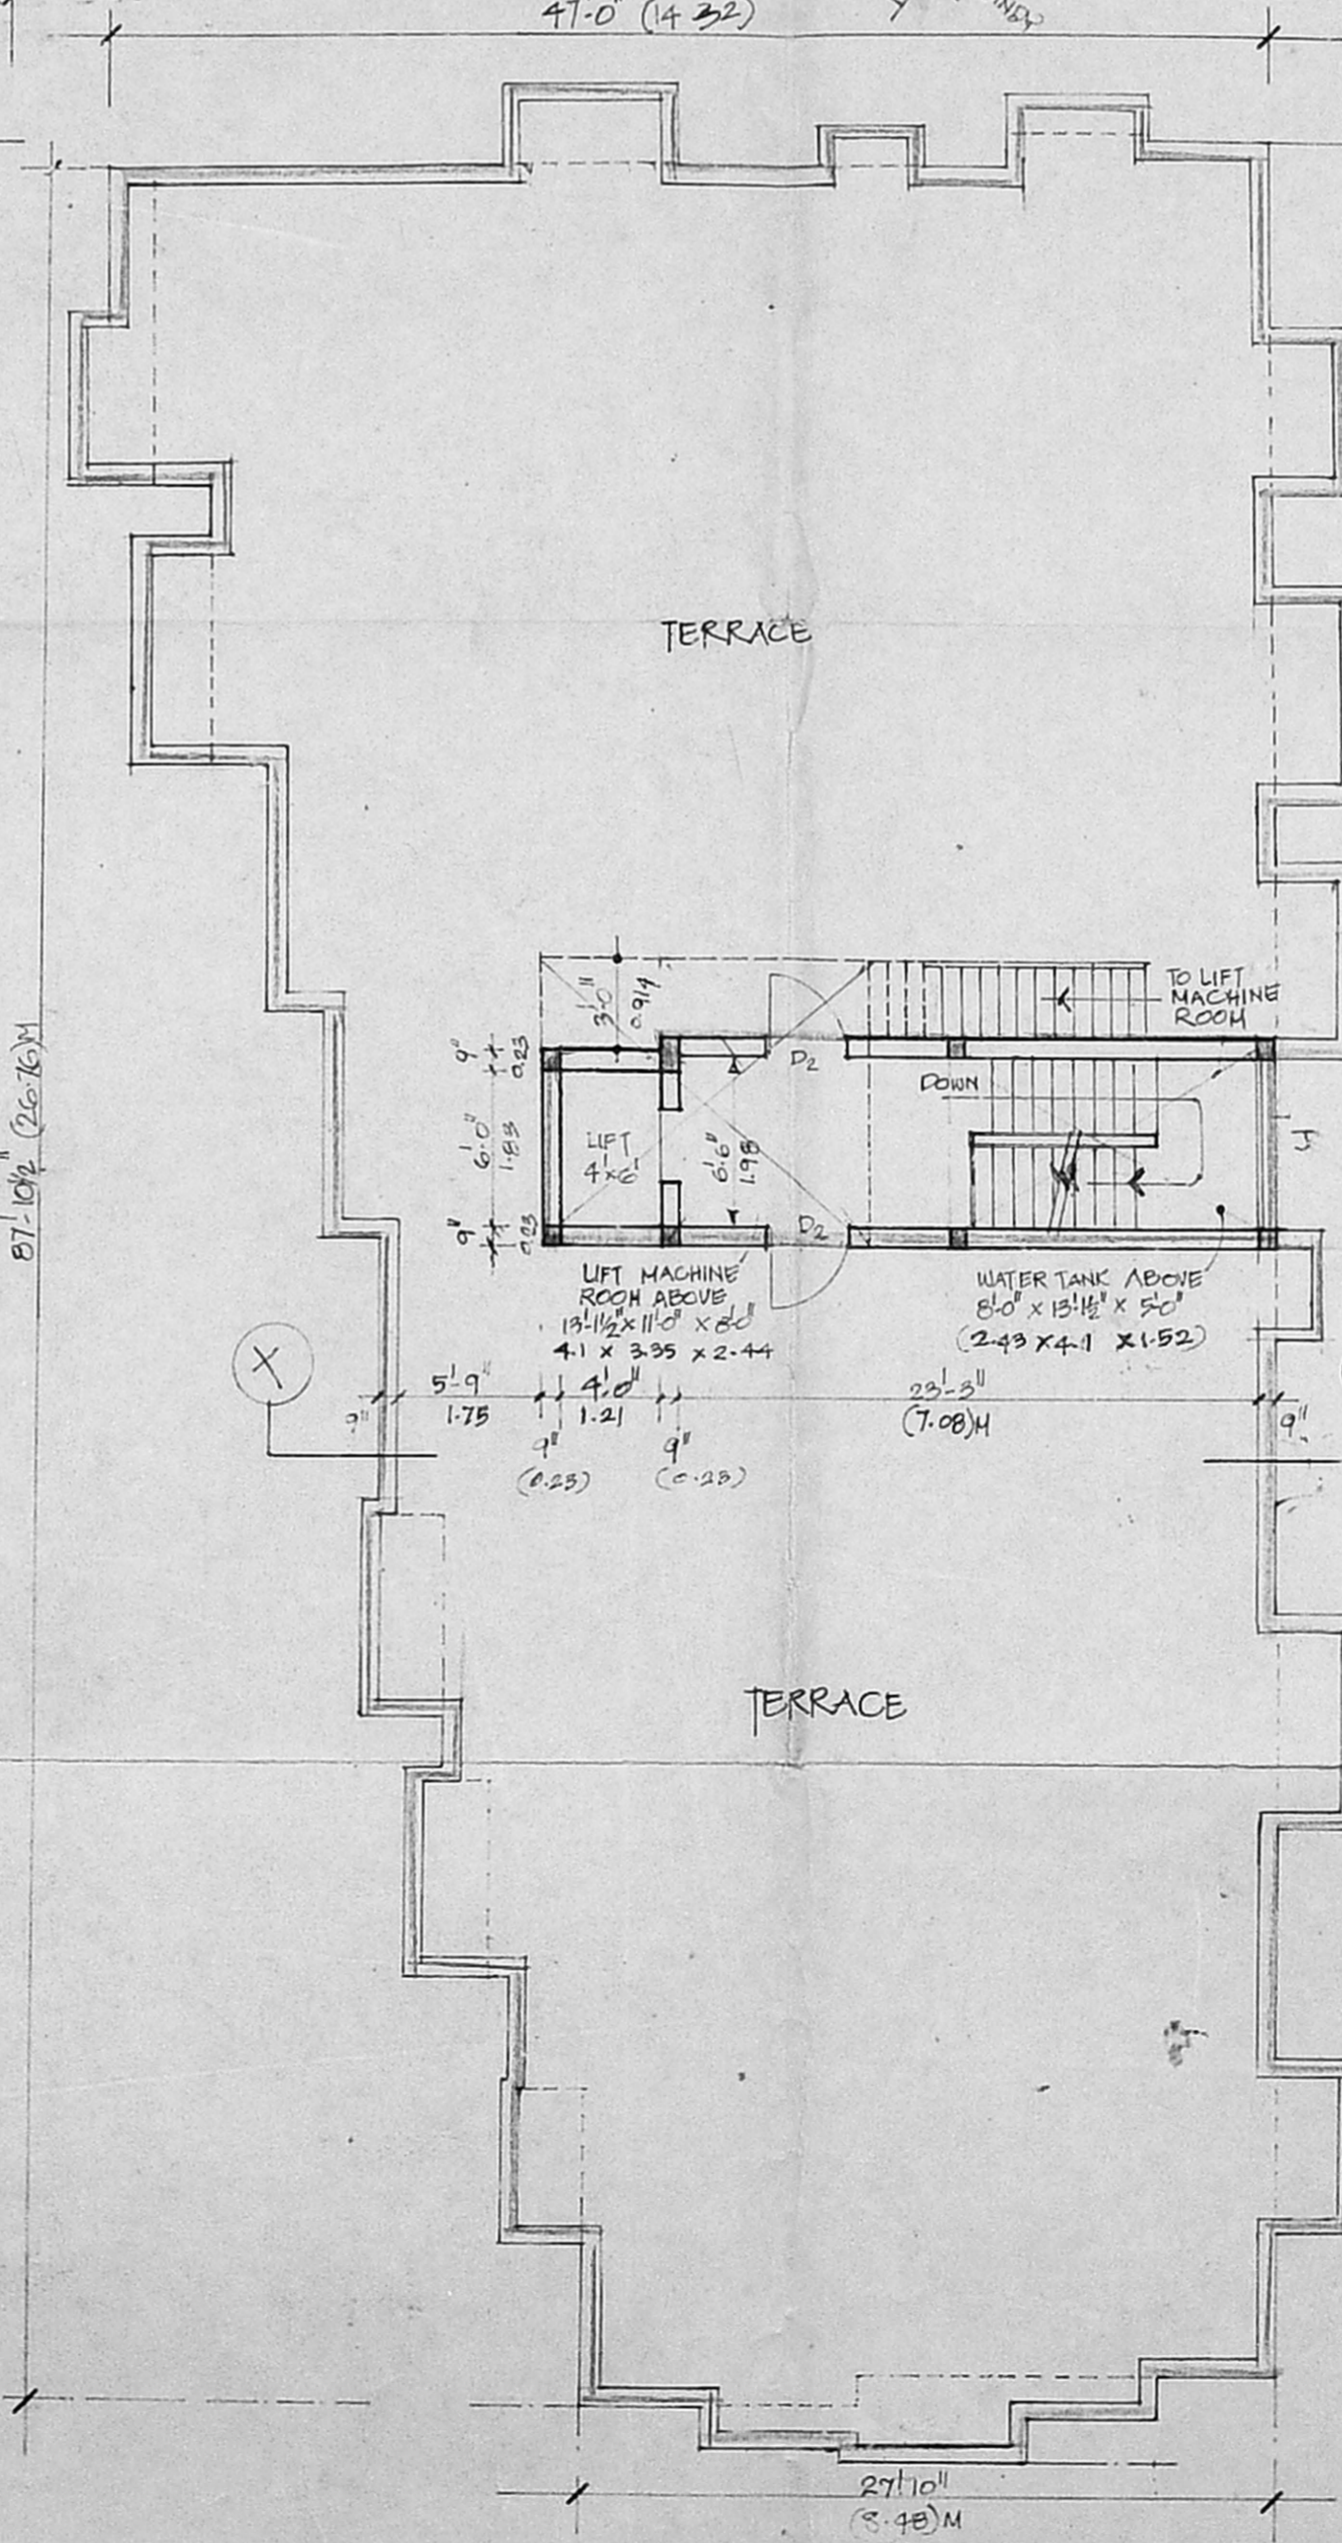 47'-0" (14.32)
TERRACE
87'-10½" (26.76)M
3'-0"
0.914
TO LIFT
MACHINE
ROOM
9"
0.23
D2
DOWN
6'-0"
1.83
LIFT
4'x6'
6'-6"
1.98
9"
0.23
D2
LIFT MACHINE
ROOM ABOVE
13'-1½" x 11'-0" x 8'-0"
4.1 x 3.35 x 2.44
WATER TANK ABOVE
8'-0" x 13'-1½" x 5'-0"
(2.43 x 4.1 x 1.52)
X
9"
5'-9"
1.75
4'-0"
1.21
23'-3"
(7.08)M
9"
9"
(0.23)
9"
(0.23)
TERRACE
27'10"
(8.48)M